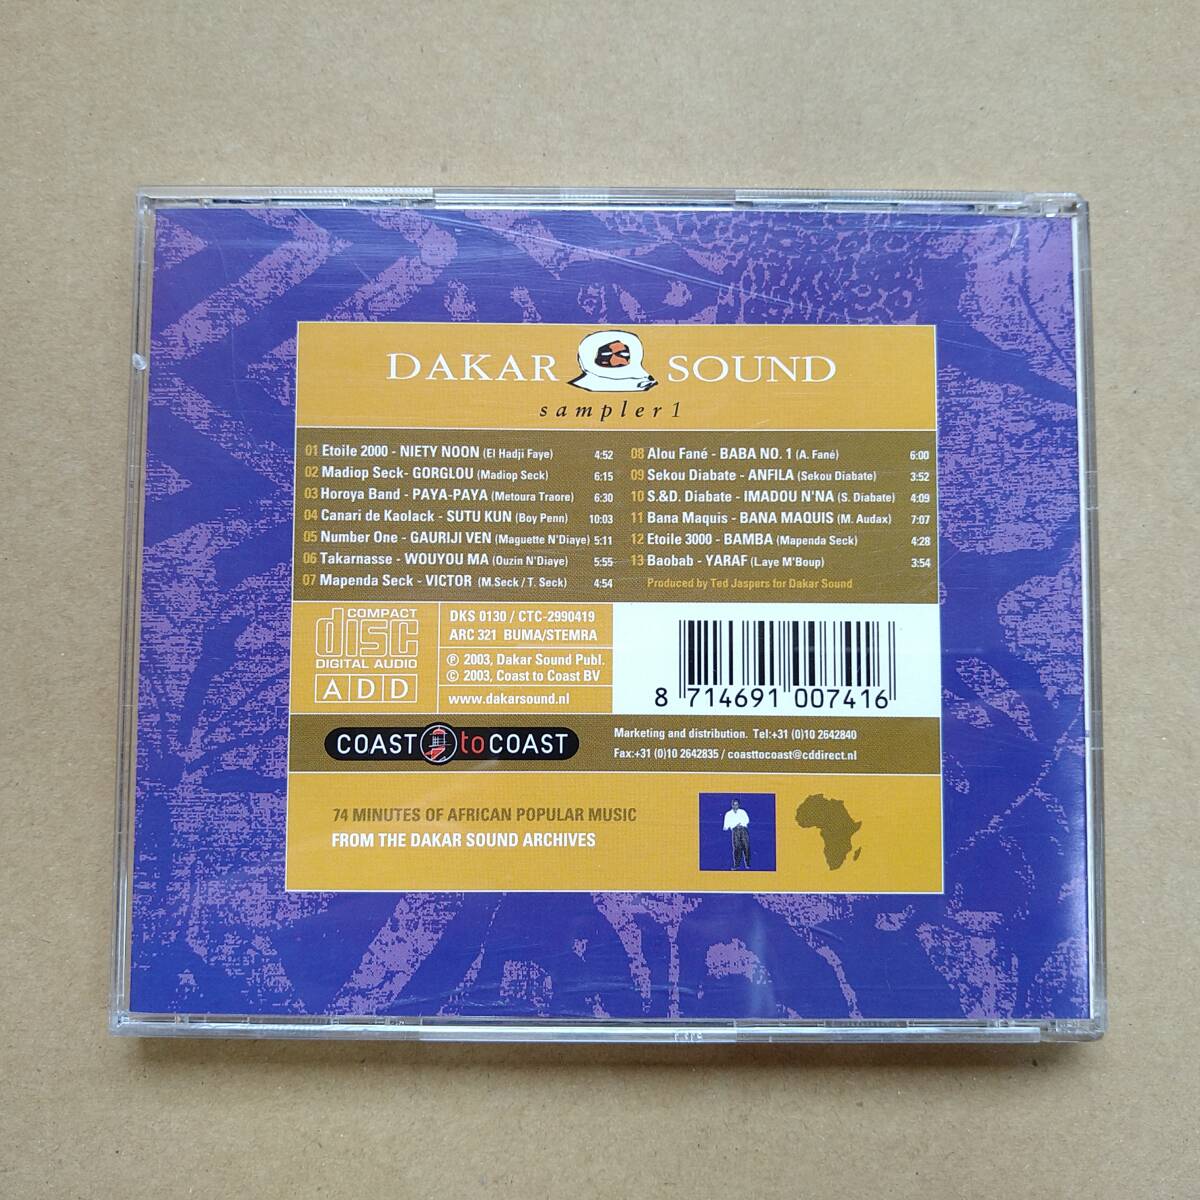 DAKAR SOUND
sampler 1
01 Etoile 2000 - NIETY NOON (El Hadji Faye) 4:52
02 Madiop Seck- GORGLOU (Madiop Seck) 6:15
03 Horoya Band - PAYA-PAYA (Metoura Traore) 6:30
04 Canari de Kaolack - SUTU KUN (Boy Penn) 10:03
05 Number One - GAURIJI VEN (Maguette N'Diaye) 5:11
06 Takarnasse - WOUYOU MA (Ouzin N'Diaye) 5:55
07 Mapenda Seck - VICTOR (M.Seck / T. Seck) 4:54
08 Alou Fané - BABA NO. 1 (A. Fané) 6:00
09 Sekou Diabate - ANFILA (Sekou Diabate) 3:52
10 S.&D. Diabate - IMADOU N'NA (S. Diabate) 4:09
11 Bana Maquis - BANA MAQUIS (M. Audax) 7:07
12 Etoile 3000 - BAMBA (Mapenda Seck) 4:28
13 Baobab - YARAF (Laye M'Boup) 3:54
Produced by Ted Jaspers for Dakar Sound
COMPACT
disc
DIGITAL AUDIO
ADD
DKS 0130 / CTC-2990419
ARC 321 BUMA/STEMRA
℗ 2003, Dakar Sound Publ.
© 2003, Coast to Coast BV
www.dakarsound.nl
8 714691 007416
COAST to COAST
Marketing and distribution. Tel:+31 (0)10 2642840
Fax:+31 (0)10 2642835 / coasttocoast@cddirect.nl
74 MINUTES OF AFRICAN POPULAR MUSIC
FROM THE DAKAR SOUND ARCHIVES